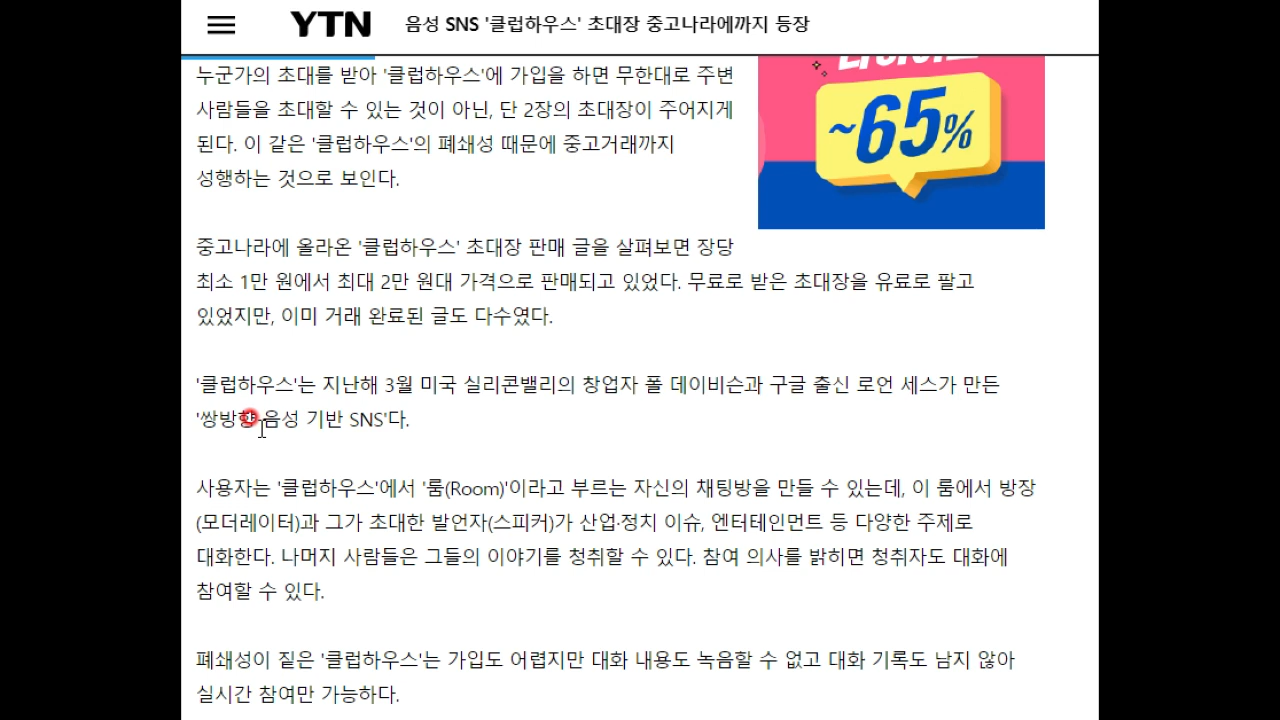 YTN 음성 SNS '클럽하우스' 초대장 중고나라에까지 등장
~65%
누군가의 초대를 받아 '클럽하우스'에 가입을 하면 무한대로 주변
사람들을 초대할 수 있는 것이 아닌, 단 2장의 초대장이 주어지게
된다. 이 같은 '클럽하우스'의 폐쇄성 때문에 중고거래까지
성행하는 것으로 보인다.
중고나라에 올라온 '클럽하우스' 초대장 판매 글을 살펴보면 장당
최소 1만 원에서 최대 2만 원대 가격으로 판매되고 있었다. 무료로 받은 초대장을 유료로 팔고
있었지만, 이미 거래 완료된 글도 다수였다.
'클럽하우스'는 지난해 3월 미국 실리콘밸리의 창업자 폴 데이비슨과 구글 출신 로언 세스가 만든
'쌍방향 음성 기반 SNS'다.
사용자는 '클럽하우스'에서 '룸(Room)'이라고 부르는 자신의 채팅방을 만들 수 있는데, 이 룸에서 방장
(모더레이터)과 그가 초대한 발언자(스피커)가 산업·정치 이슈, 엔터테인먼트 등 다양한 주제로
대화한다. 나머지 사람들은 그들의 이야기를 청취할 수 있다. 참여 의사를 밝히면 청취자도 대화에
참여할 수 있다.
폐쇄성이 짙은 '클럽하우스'는 가입도 어렵지만 대화 내용도 녹음할 수 없고 대화 기록도 남지 않아
실시간 참여만 가능하다.